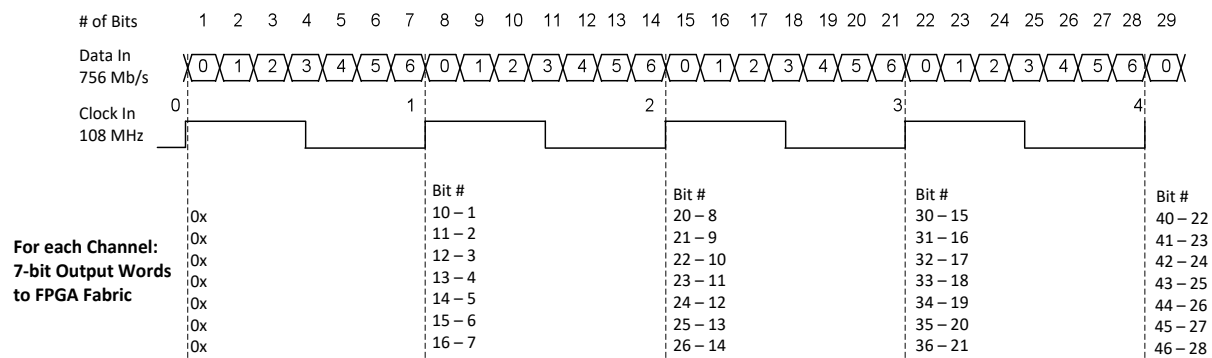 # of Bits 1 2 3 4 5 6 7 8 9 10 11 12 13 14 15 16 17 18 19 20 21 22 23 24 25 26 27 28 29
Data In
756 Mb/s
0 1 2 3 4 5 6 0 1 2 3 4 5 6 0 1 2 3 4 5 6 0 1 2 3 4 5 6 0
0 1 2 3 4
Clock In
108 MHz
Bit # Bit # Bit # Bit #
0x 10 – 1 20 – 8 30 – 15 40 – 22
0x 11 – 2 21 – 9 31 – 16 41 – 23
0x 12 – 3 22 – 10 32 – 17 42 – 24
0x 13 – 4 23 – 11 33 – 18 43 – 25
0x 14 – 5 24 – 12 34 – 19 44 – 26
0x 15 – 6 25 – 13 35 – 20 45 – 27
0x 16 – 7 26 – 14 36 – 21 46 – 28
For each Channel:
7-bit Output Words
to FPGA Fabric